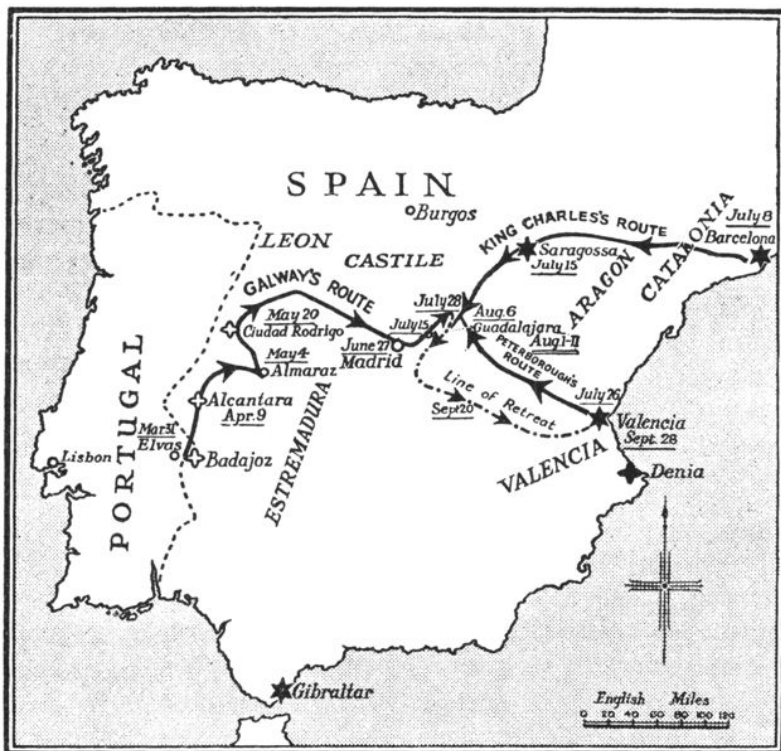 SPAIN
Burgos
LEON
CASTILE
KING CHARLES'S ROUTE
CATALONIA
July 8
Barcelona
Saragossa
July 15
ARAGON
GALWAY'S ROUTE
May 20
Ciudad Rodrigo
July 28
Aug. 6
Guadalajara
Aug 1-11
July 15
June 27
Madrid
PETERBOROUGH'S
ROUTE
May 4
Almaraz
Alcantara
Apr. 9
ESTREMADURA
Line of Retreat
Sept 20
July 26
Valencia
Sept. 28
VALENCIA
Denia
PORTUGAL
Mar 31
Elvas
Badajoz
Lisbon
Gibraltar
English Miles
0 20 40 60 80 100 120